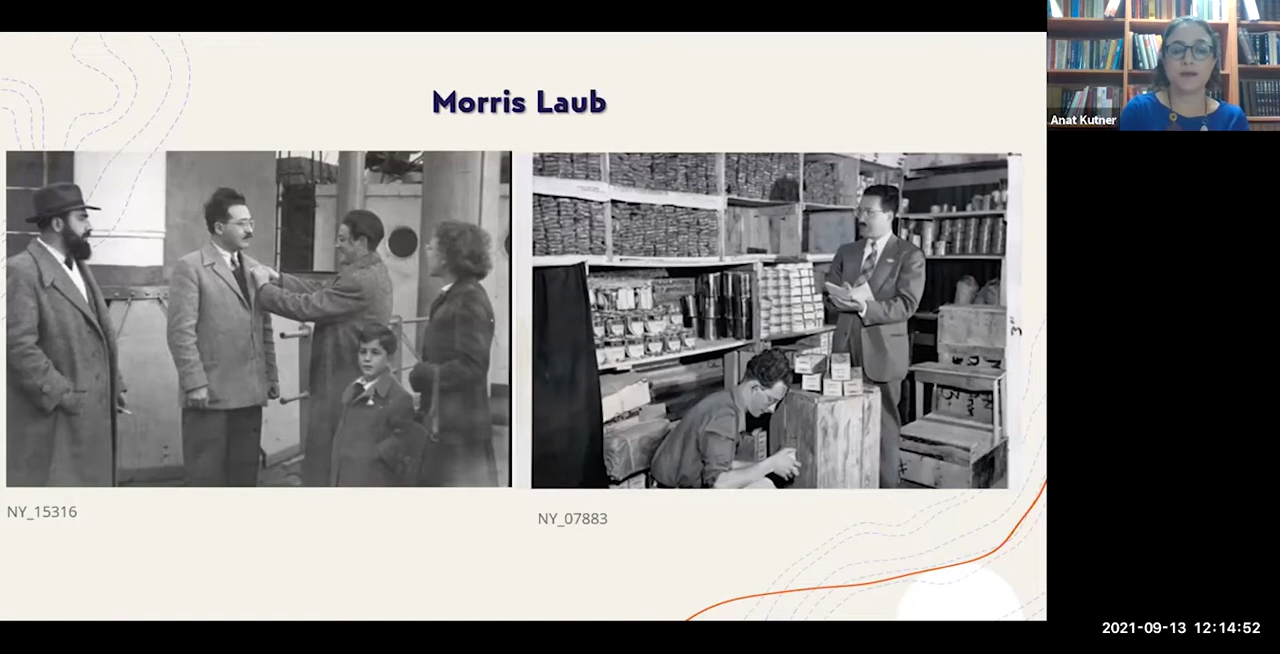 Morris Laub
Anat Kutner
NY_15316
NY_07883
2021-09-13 12:14:52